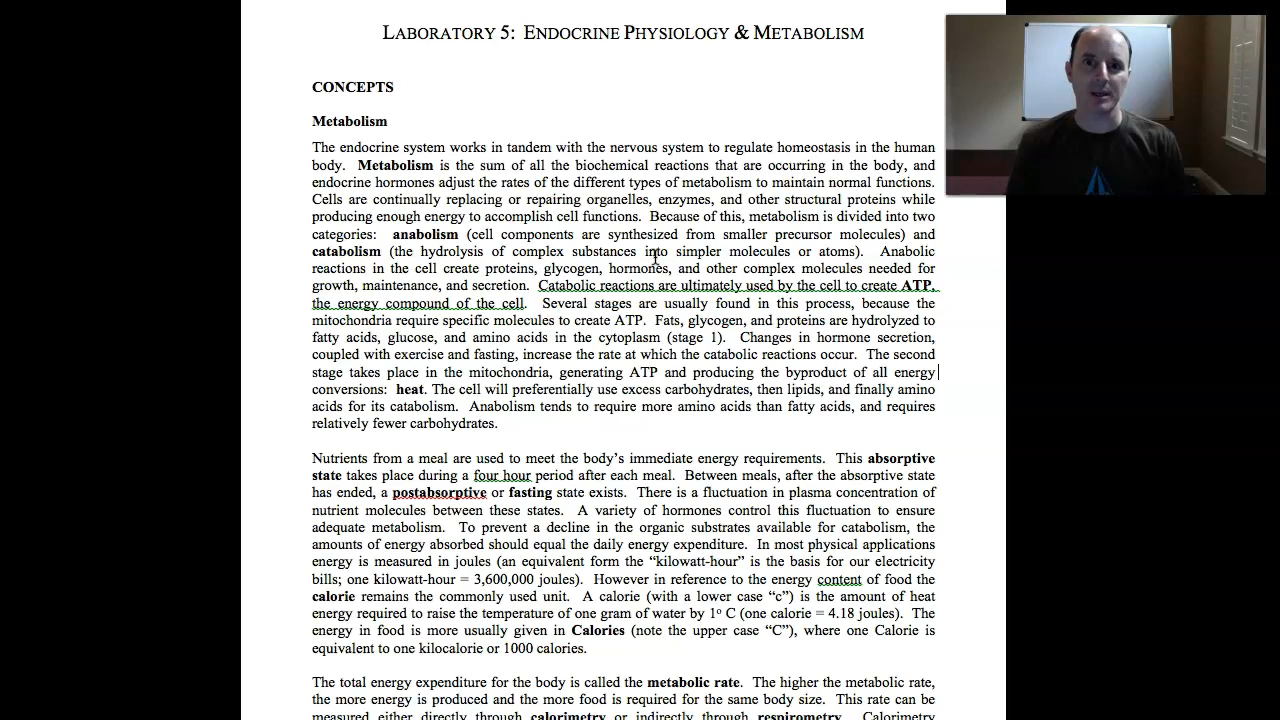 LABORATORY 5: ENDOCRINE PHYSIOLOGY & METABOLISM
CONCEPTS
Metabolism
The endocrine system works in tandem with the nervous system to regulate homeostasis in the human
body. Metabolism is the sum of all the biochemical reactions that are occurring in the body, and
endocrine hormones adjust the rates of the different types of metabolism to maintain normal functions.
Cells are continually replacing or repairing organelles, enzymes, and other structural proteins while
producing enough energy to accomplish cell functions. Because of this, metabolism is divided into two
categories: anabolism (cell components are synthesized from smaller precursor molecules) and
catabolism (the hydrolysis of complex substances into simpler molecules or atoms). Anabolic
reactions in the cell create proteins, glycogen, hormones, and other complex molecules needed for
growth, maintenance, and secretion. Catabolic reactions are ultimately used by the cell to create ATP,
the energy compound of the cell. Several stages are usually found in this process, because the
mitochondria require specific molecules to create ATP. Fats, glycogen, and proteins are hydrolyzed to
fatty acids, glucose, and amino acids in the cytoplasm (stage 1). Changes in hormone secretion,
coupled with exercise and fasting, increase the rate at which the catabolic reactions occur. The second
stage takes place in the mitochondria, generating ATP and producing the byproduct of all energy
conversions: heat. The cell will preferentially use excess carbohydrates, then lipids, and finally amino
acids for its catabolism. Anabolism tends to require more amino acids than fatty acids, and requires
relatively fewer carbohydrates.
Nutrients from a meal are used to meet the body's immediate energy requirements. This absorptive
state takes place during a four hour period after each meal. Between meals, after the absorptive state
has ended, a postabsorptive or fasting state exists. There is a fluctuation in plasma concentration of
nutrient molecules between these states. A variety of hormones control this fluctuation to ensure
adequate metabolism. To prevent a decline in the organic substrates available for catabolism, the
amounts of energy absorbed should equal the daily energy expenditure. In most physical applications
energy is measured in joules (an equivalent form the “kilowatt-hour” is the basis for our electricity
bills; one kilowatt-hour = 3,600,000 joules). However in reference to the energy content of food the
calorie remains the commonly used unit. A calorie (with a lower case “c”) is the amount of heat
energy required to raise the temperature of one gram of water by 1º C (one calorie = 4.18 joules). The
energy in food is more usually given in Calories (note the upper case “C”), where one Calorie is
equivalent to one kilocalorie or 1000 calories.
The total energy expenditure for the body is called the metabolic rate. The higher the metabolic rate,
the more energy is produced and the more food is required for the same body size. This rate can be
measured either directly through calorimetry or indirectly through respirometry. Calorimetry